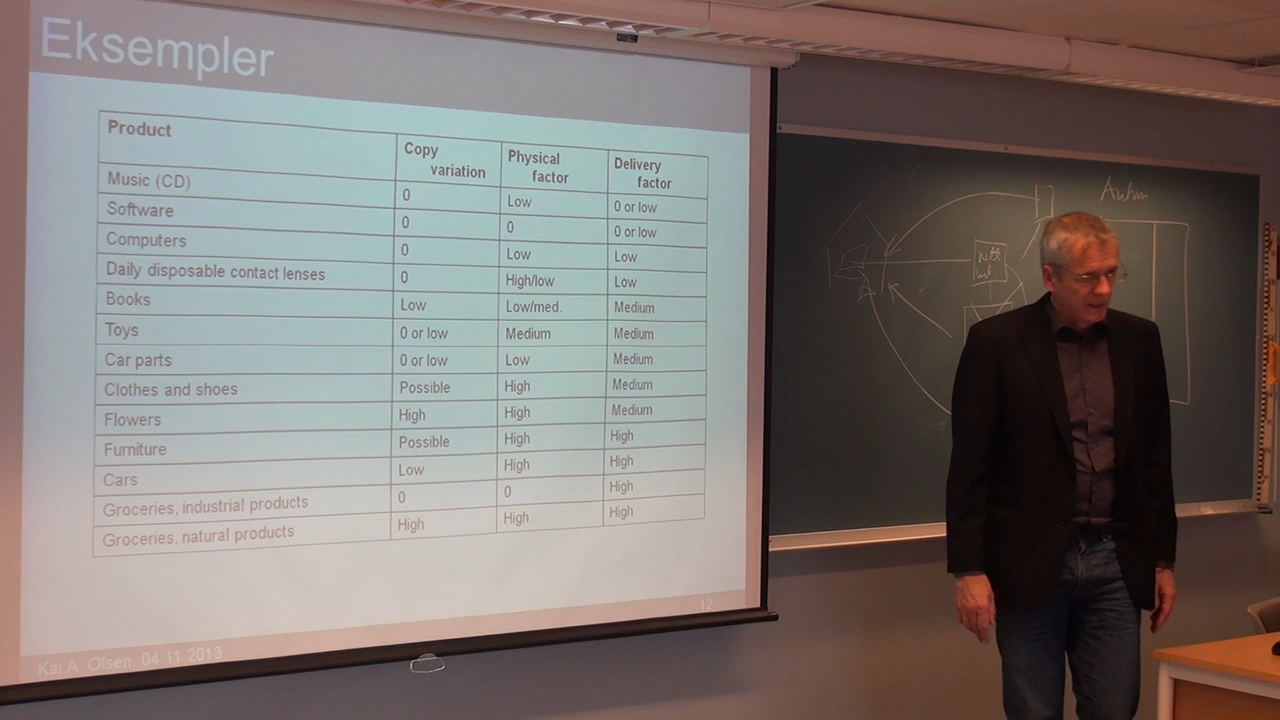 Eksempler
Product Copy variation Physical factor Delivery factor
Music (CD) 0 Low 0 or low
Software 0 0 0 or low
Computers 0 Low Low
Daily disposable contact lenses 0 High/low Low
Books Low Low/med. Medium
Toys 0 or low Medium Medium
Car parts 0 or low Low Medium
Clothes and shoes Possible High Medium
Flowers High High Medium
Furniture Possible High High
Cars Low High High
Groceries, industrial products 0 0 High
Groceries, natural products High High High
Kai A. Olsen, 04.11.2013
12